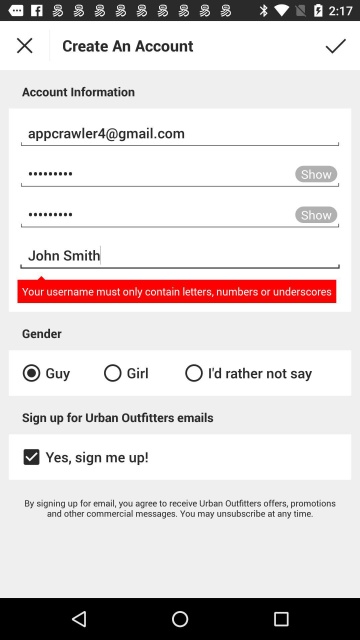 2:17
Create An Account
Account Information
appcrawler4@gmail.com
••••••••• Show
••••••••• Show
John Smith
Your username must only contain letters, numbers or underscores
Gender
Guy Girl I'd rather not say
Sign up for Urban Outfitters emails
Yes, sign me up!
By signing up for email, you agree to receive Urban Outfitters offers, promotions
and other commercial messages. You may unsubscribe at any time.